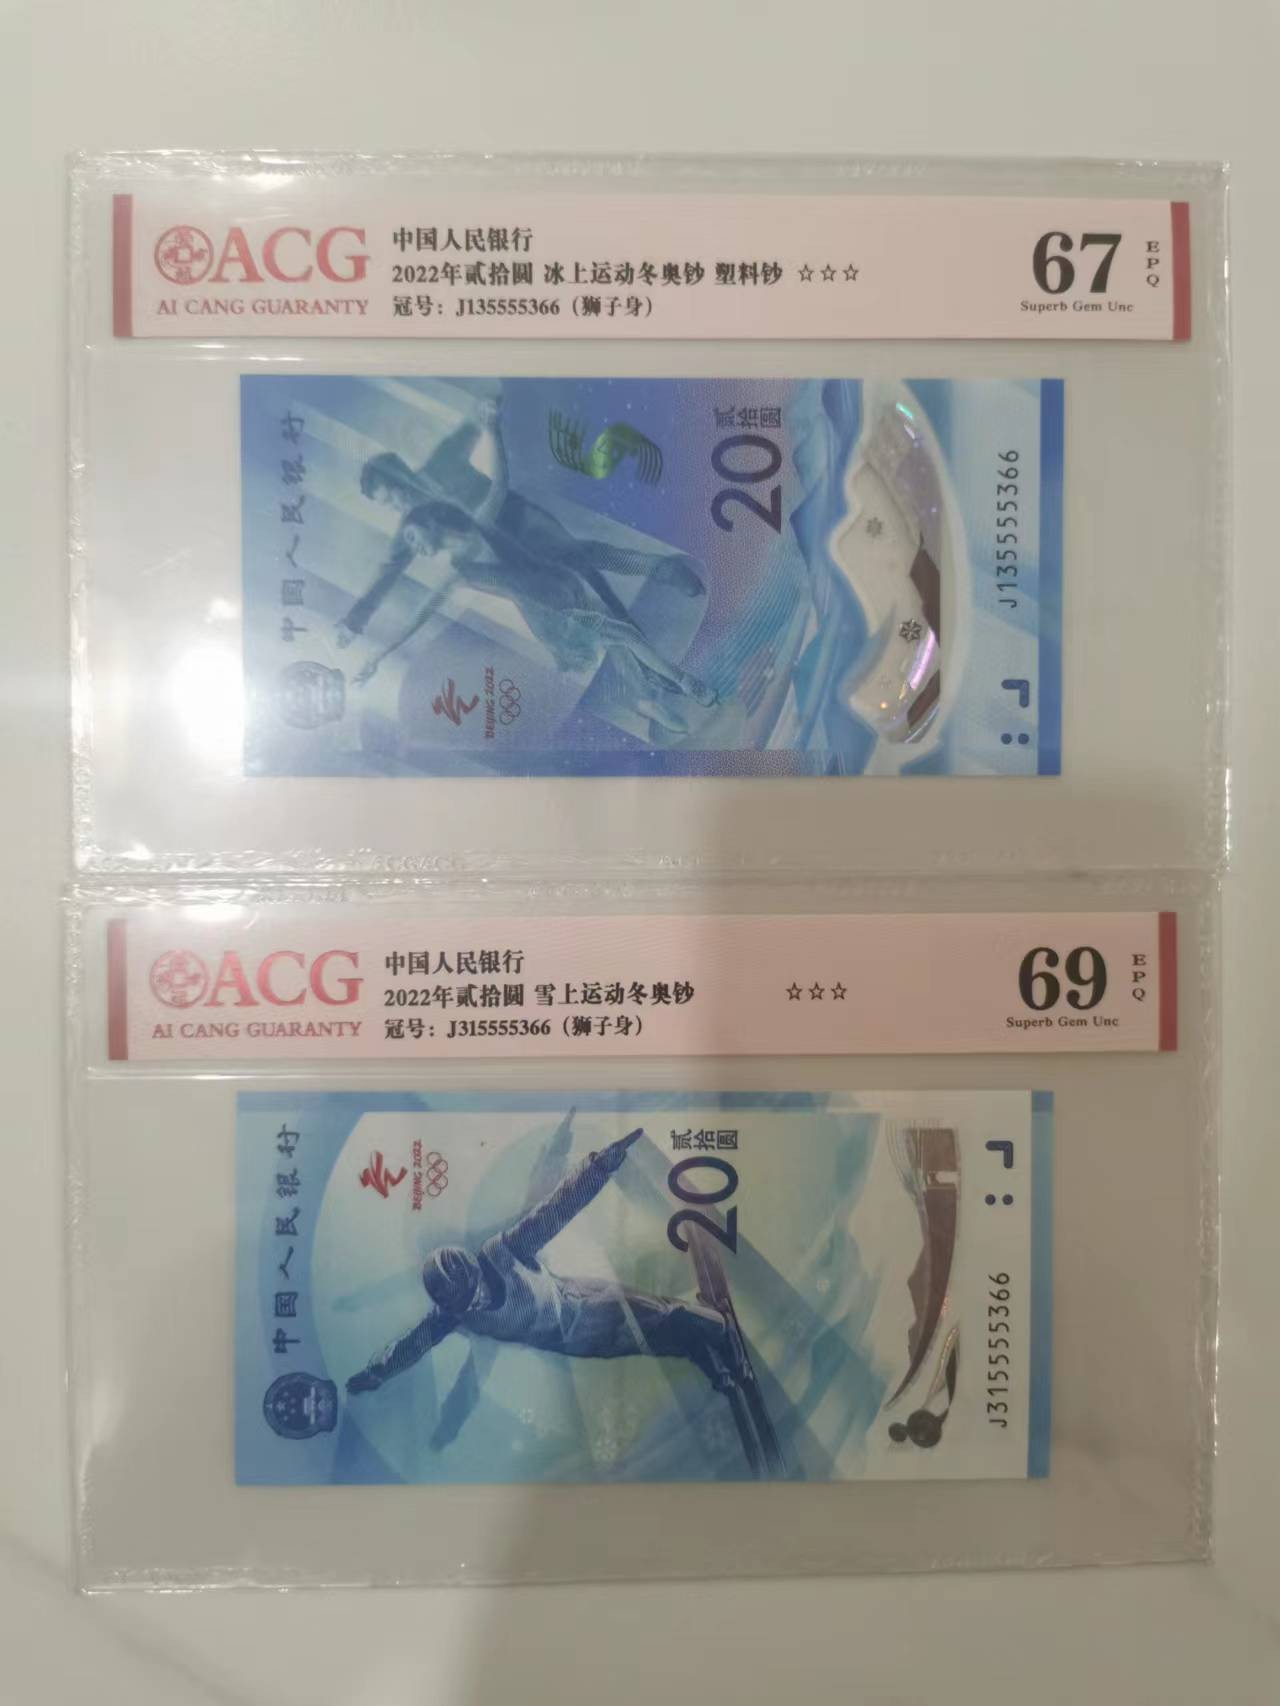 ACG
AI CANG GUARANTY
中国人民银行
2022年贰拾圆 冰上运动冬奥钞 塑料钞 ☆☆☆
冠号：J135555366（狮子身）
67
EPQ
Superb Gem Unc
中国人民银行
BEIJING 2022
贰拾圆
20
J135555366
ACG
AI CANG GUARANTY
中国人民银行
2022年贰拾圆 雪上运动冬奥钞 ☆☆☆
冠号：J315555366（狮子身）
69
EPQ
Superb Gem Unc
中国人民银行
BEIJING 2022
贰拾圆
20
J315555366